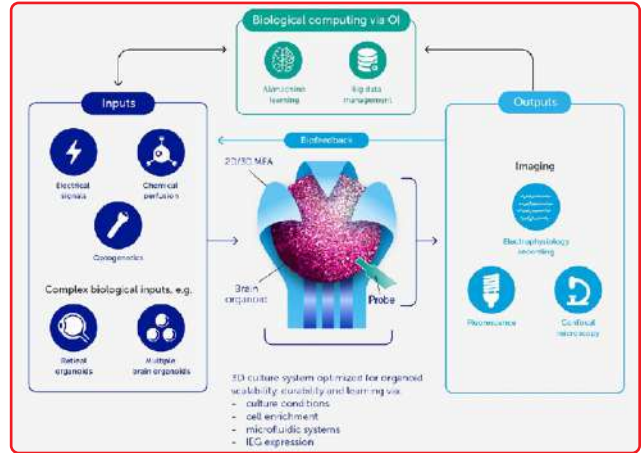 Biological computing via OI
AI/machine
learning
Big data
management
Inputs
Electrical
signals
Chemical
perfusion
Optogenetics
Complex biological inputs, e.g.
Retinal
organoids
Multiple
brain organoids
Biofeedback
2D/3D MEA
Brain
organoid
Probe
3D culture system optimized for organoid
scalability, durability and learning via:
- culture conditions
- cell enrichment
- microfluidic systems
- IEG expression
Outputs
Imaging
Electrophysiology
recording
Fluorescence
Confocal
microscopy